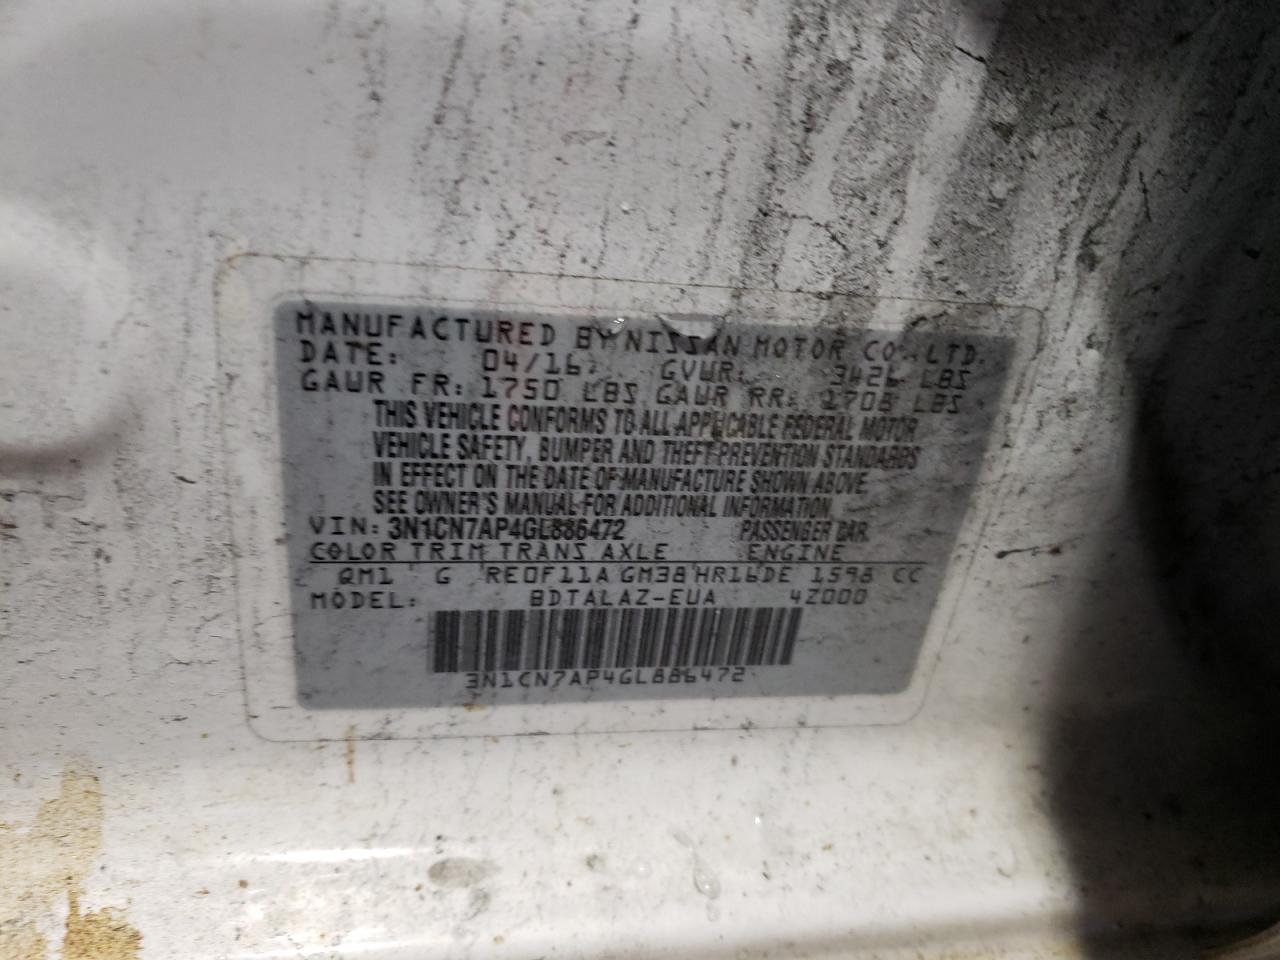 MANUFACTURED BY NISSAN MOTOR CO., LTD.
DATE: 04/16 GVWR: 3426 LBS
GAWR FR: 1750 LBS GAWR RR: 1708 LBS
THIS VEHICLE CONFORMS TO ALL APPLICABLE FEDERAL MOTOR
VEHICLE SAFETY, BUMPER AND THEFT PREVENTION STANDARDS
IN EFFECT ON THE DATE OF MANUFACTURE SHOWN ABOVE.
SEE OWNER'S MANUAL FOR ADDITIONAL INFORMATION.
VIN: 3N1CN7AP4GL886472 PASSENGER CAR.
COLOR TRIM TRANS AXLE ENGINE
QM1 G RE0F11A GM38 HR16DE 1598 CC
MODEL: BDTALAZ-EUA 4Z000
3N1CN7AP4GL886472